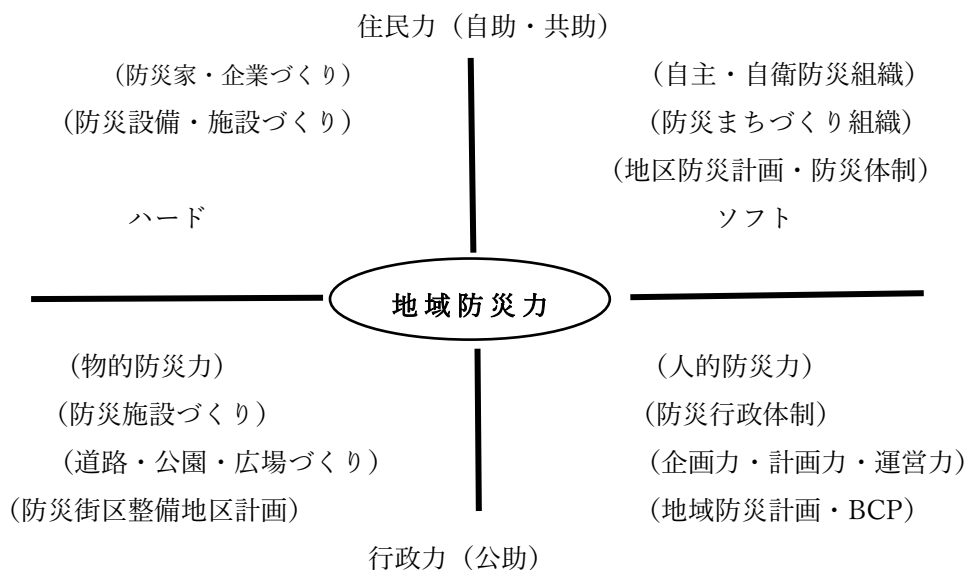 住民力（自助・共助）
（防災家・企業づくり）
（防災設備・施設づくり）
（自主・自衛防災組織）
（防災まちづくり組織）
（地区防災計画・防災体制）
ハード
ソフト
地域防災力
（物的防災力）
（防災施設づくり）
（道路・公園・広場づくり）
（防災街区整備地区計画）
（人的防災力）
（防災行政体制）
（企画力・計画力・運営力）
（地域防災計画・BCP）
行政力（公助）